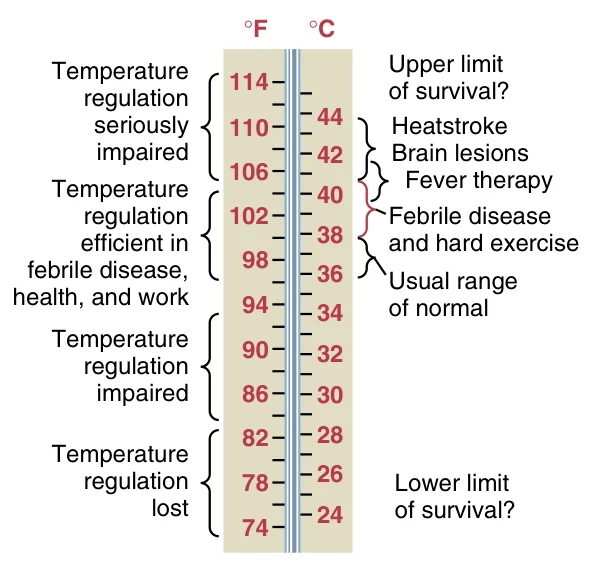 °F
°C
Temperature
regulation
seriously
impaired
Temperature
regulation
efficient in
febrile disease,
health, and work
Temperature
regulation
impaired
Temperature
regulation
lost
114
110
106
102
98
94
90
86
82
78
74
44
42
40
38
36
34
32
30
28
26
24
Upper limit
of survival?
Heatstroke
Brain lesions
Fever therapy
Febrile disease
and hard exercise
Usual range
of normal
Lower limit
of survival?